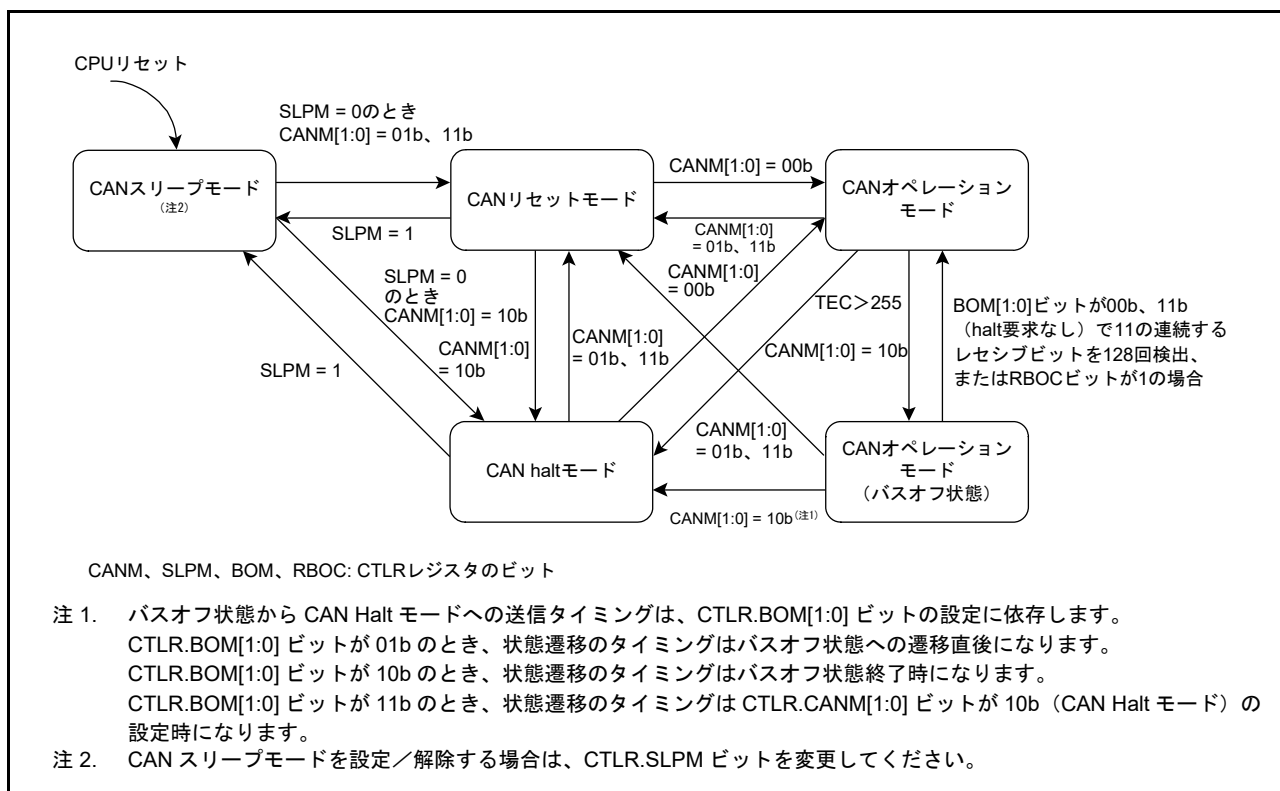 CPUリセット
SLPM = 0のとき
CANM[1:0] = 01b、11b
CANスリープモード
(注2)
CANリセットモード
CANM[1:0] = 00b
CANオペレーション
モード
SLPM = 1
CANM[1:0]
= 01b、11b
SLPM = 0
のとき
CANM[1:0] = 10b
CANM[1:0]
= 00b
TEC＞255
BOM[1:0]ビットが00b、11b
（halt要求なし）で11の連続する
レセシブビットを128回検出、
またはRBOCビットが1の場合
CANM[1:0]
= 10b
CANM[1:0]
= 01b、11b
CANM[1:0] = 10b
SLPM = 1
CAN haltモード
CANM[1:0]
= 01b、11b
CANオペレーション
モード
（バスオフ状態）
CANM[1:0] = 10b(注1)
CANM、SLPM、BOM、RBOC: CTLRレジスタのビット
注 1. バスオフ状態から CAN Halt モードへの送信タイミングは、CTLR.BOM[1:0] ビットの設定に依存します。
CTLR.BOM[1:0] ビットが 01b のとき、状態遷移のタイミングはバスオフ状態への遷移直後になります。
CTLR.BOM[1:0] ビットが 10b のとき、状態遷移のタイミングはバスオフ状態終了時になります。
CTLR.BOM[1:0] ビットが 11b のとき、状態遷移のタイミングは CTLR.CANM[1:0] ビットが 10b（CAN Halt モード）の
設定時になります。
注 2. CAN スリープモードを設定／解除する場合は、CTLR.SLPM ビットを変更してください。